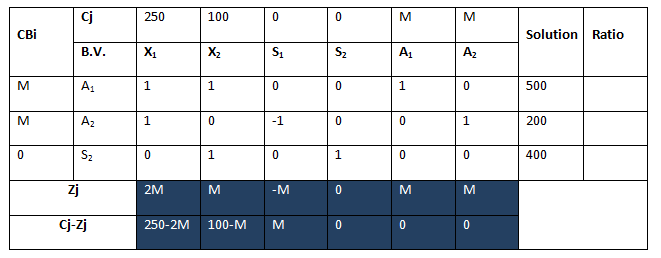 CBi Cj 250 100 0 0 M M Solution Ratio
B.V. X₁ X₂ S₁ S₂ A₁ A₂
M A₁ 1 1 0 0 1 0 500
M A₂ 1 0 -1 0 0 1 200
0 S₂ 0 1 0 1 0 0 400
Zj 2M M -M 0 M M
Cj-Zj 250-2M 100-M M 0 0 0